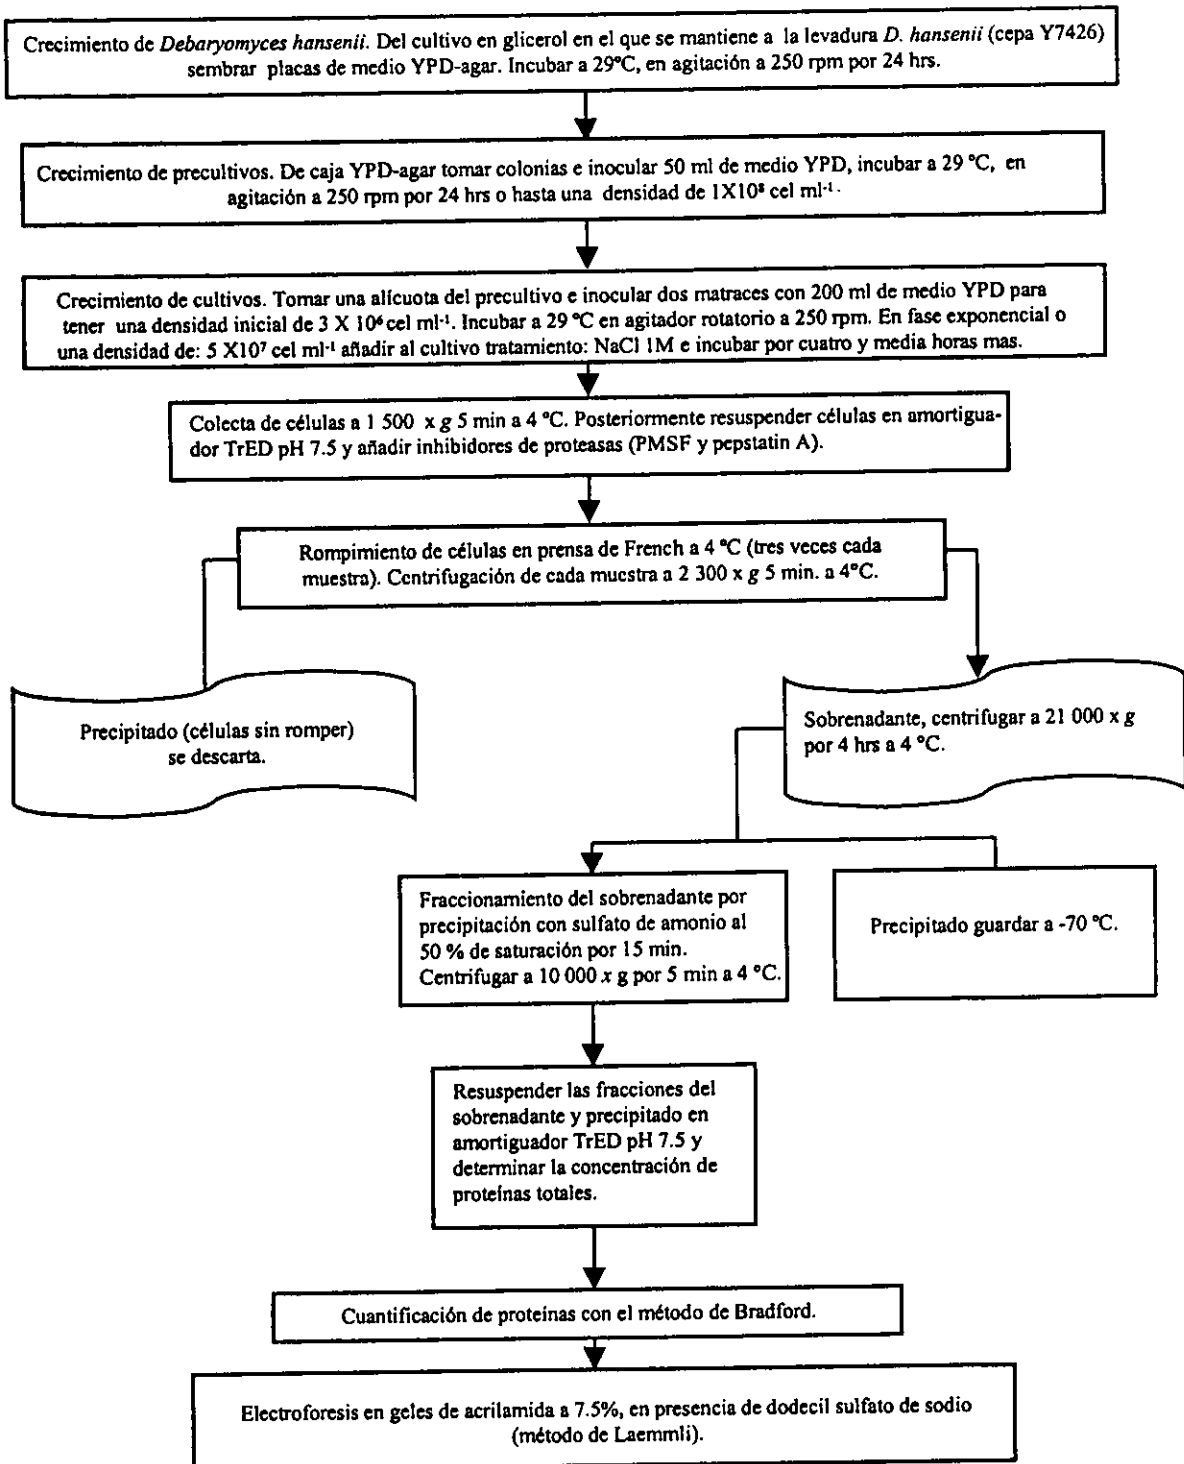 Crecimiento de Debaryomyces hansenii. Del cultivo en glicerol en el que se mantiene a la levadura D. hansenii (cepa Y7426)
sembrar placas de medio YPD-agar. Incubar a 29°C, en agitación a 250 rpm por 24 hrs.
Crecimiento de precultivos. De caja YPD-agar tomar colonias e inocular 50 ml de medio YPD, incubar a 29 °C, en
agitación a 250 rpm por 24 hrs o hasta una densidad de 1X10⁸ cel ml⁻¹.
Crecimiento de cultivos. Tomar una alícuota del precultivo e inocular dos matraces con 200 ml de medio YPD para
tener una densidad inicial de 3 X 10⁶ cel ml⁻¹. Incubar a 29 °C en agitador rotatorio a 250 rpm. En fase exponencial o
una densidad de: 5 X10⁷ cel ml⁻¹ añadir al cultivo tratamiento: NaCl 1M e incubar por cuatro y media horas mas.
Colecta de células a 1 500 x g 5 min a 4 °C. Posteriormente resuspender células en amortigua-
dor TrED pH 7.5 y añadir inhibidores de proteasas (PMSF y pepstatin A).
Rompimiento de células en prensa de French a 4 °C (tres veces cada
muestra). Centrifugación de cada muestra a 2 300 x g 5 min. a 4°C.
Precipitado (células sin romper)
se descarta.
Sobrenadante, centrifugar a 21 000 x g
por 4 hrs a 4 °C.
Fraccionamiento del sobrenadante por
precipitación con sulfato de amonio al
50 % de saturación por 15 min.
Centrifugar a 10 000 x g por 5 min a 4 °C.
Precipitado guardar a -70 °C.
Resuspender las fracciones del
sobrenadante y precipitado en
amortiguador TrED pH 7.5 y
determinar la concentración de
proteínas totales.
Cuantificación de proteínas con el método de Bradford.
Electroforesis en geles de acrilamida a 7.5%, en presencia de dodecil sulfato de sodio
(método de Laemmli).